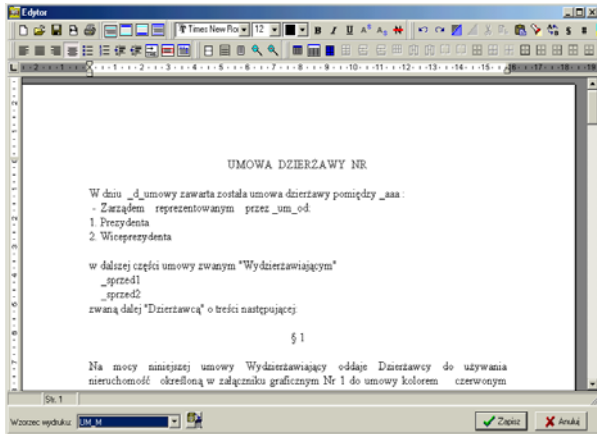 Edytor
Times New Ror 12 B I U
UMOWA DZIERŻAWY NR
W dniu _d_umowy zawarta została umowa dzierżawy pomiędzy _aaa :
- Zarządem reprezentowanym przez _um_od:
1. Prezydenta
2. Wiceprezydenta
w dalszej części umowy zwanym "Wydzierżawiającym"
_sprzed1
_sprzed2
zwaną dalej "Dzierżawcą" o treści następującej:
§ 1
Na mocy niniejszej umowy Wydzierżawiający oddaje Dzierżawcy do używania
nieruchomość określoną w załączniku graficznym Nr 1 do umowy kolorem czerwonym
Str. 1
Wzorzec wydruku: UM_M Zapisz Anuluj